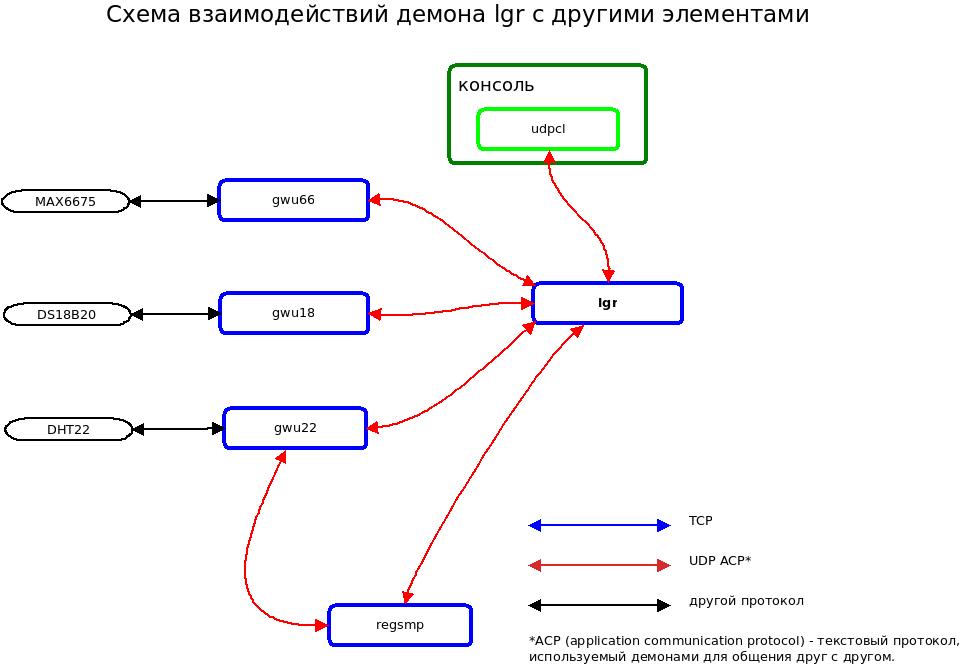 Схема взаимодействий демона lgr с другими элементами
консоль
udpcl
MAX6675
gwu66
DS18B20
gwu18
lgr
DHT22
gwu22
regsmp
TCP
UDP ACP*
другой протокол
*ACP (application communication protocol) - текстовый протокол,
используемый демонами для общения друг с другом.